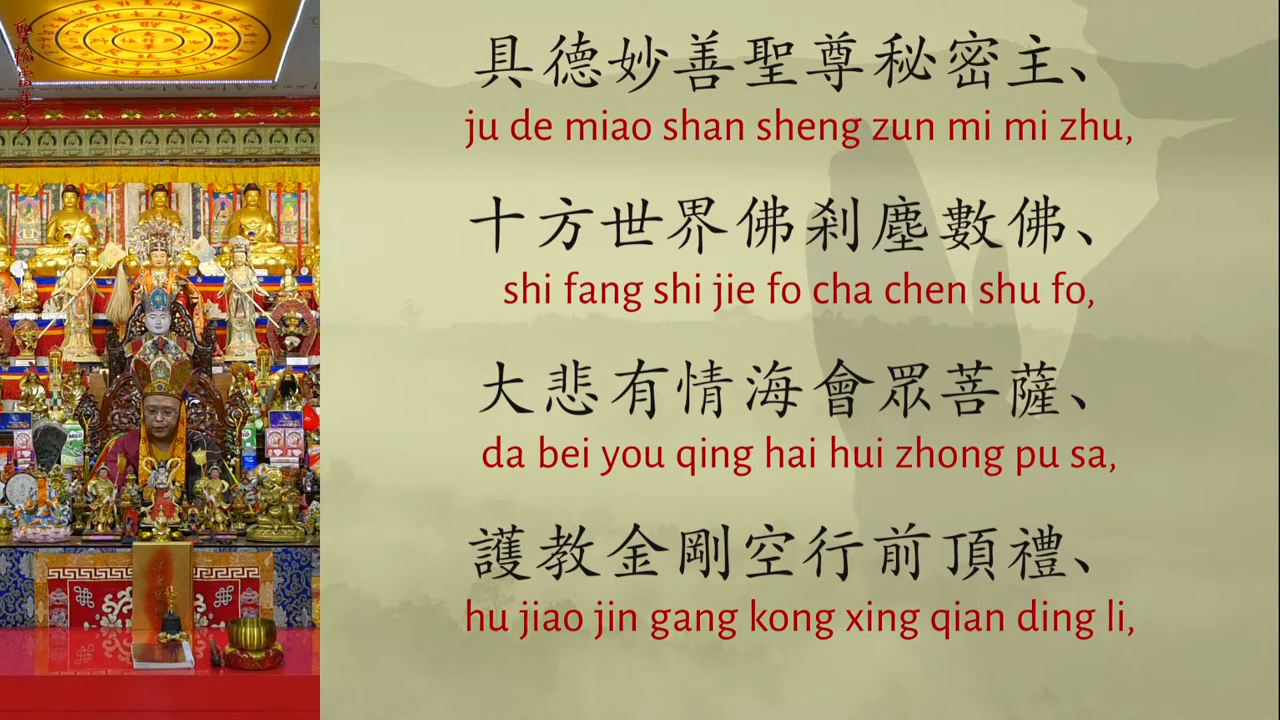 具德妙善聖尊秘密主、
ju de miao shan sheng zun mi mi zhu,
十方世界佛剎塵數佛、
shi fang shi jie fo cha chen shu fo,
大悲有情海會眾菩薩、
da bei you qing hai hui zhong pu sa,
護教金剛空行前頂禮、
hu jiao jin gang kong xing qian ding li,